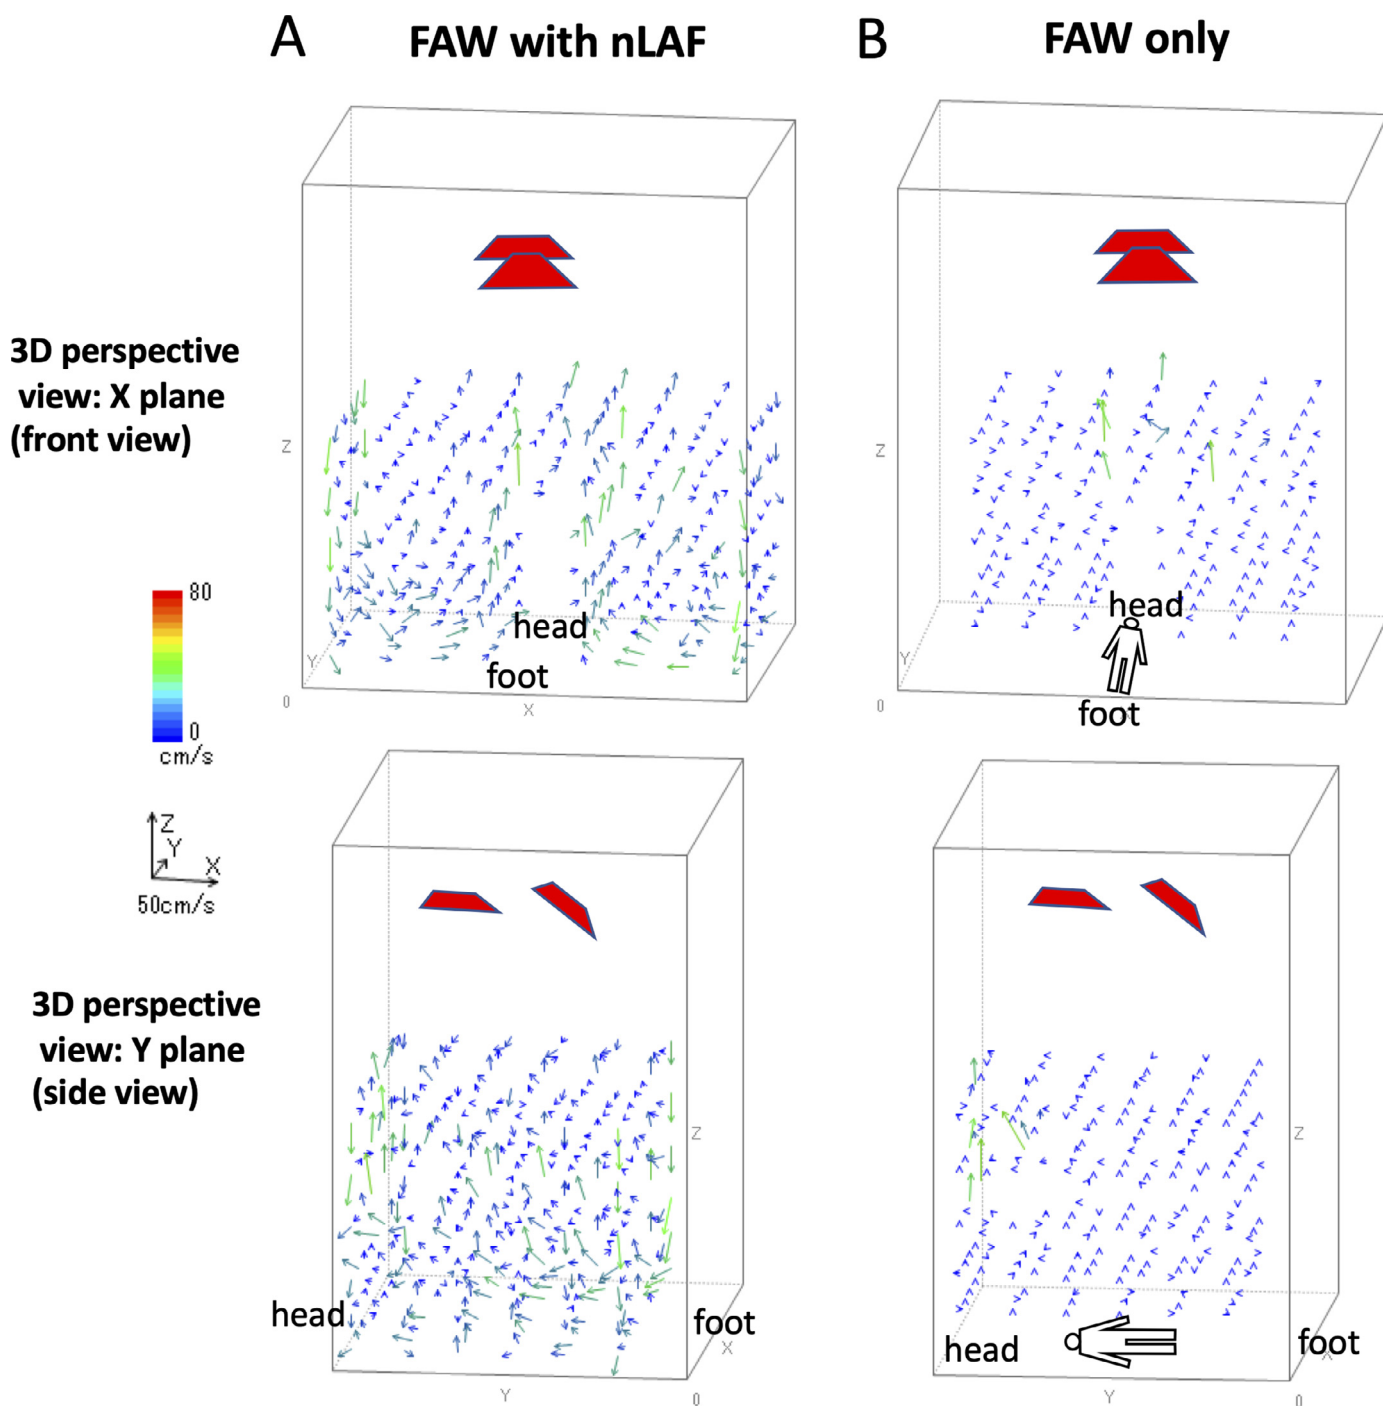 A
FAW with nLAF
B
FAW only
3D perspective
view: X plane
(front view)
Z
Z
80
0
cm/s
Y
head
foot
0
X
Y
head
foot
0
Z
Y
X
50cm/s
3D perspective
view: Y plane
(side view)
Z
Z
head
foot
X
Y
0
head
foot
Y
0